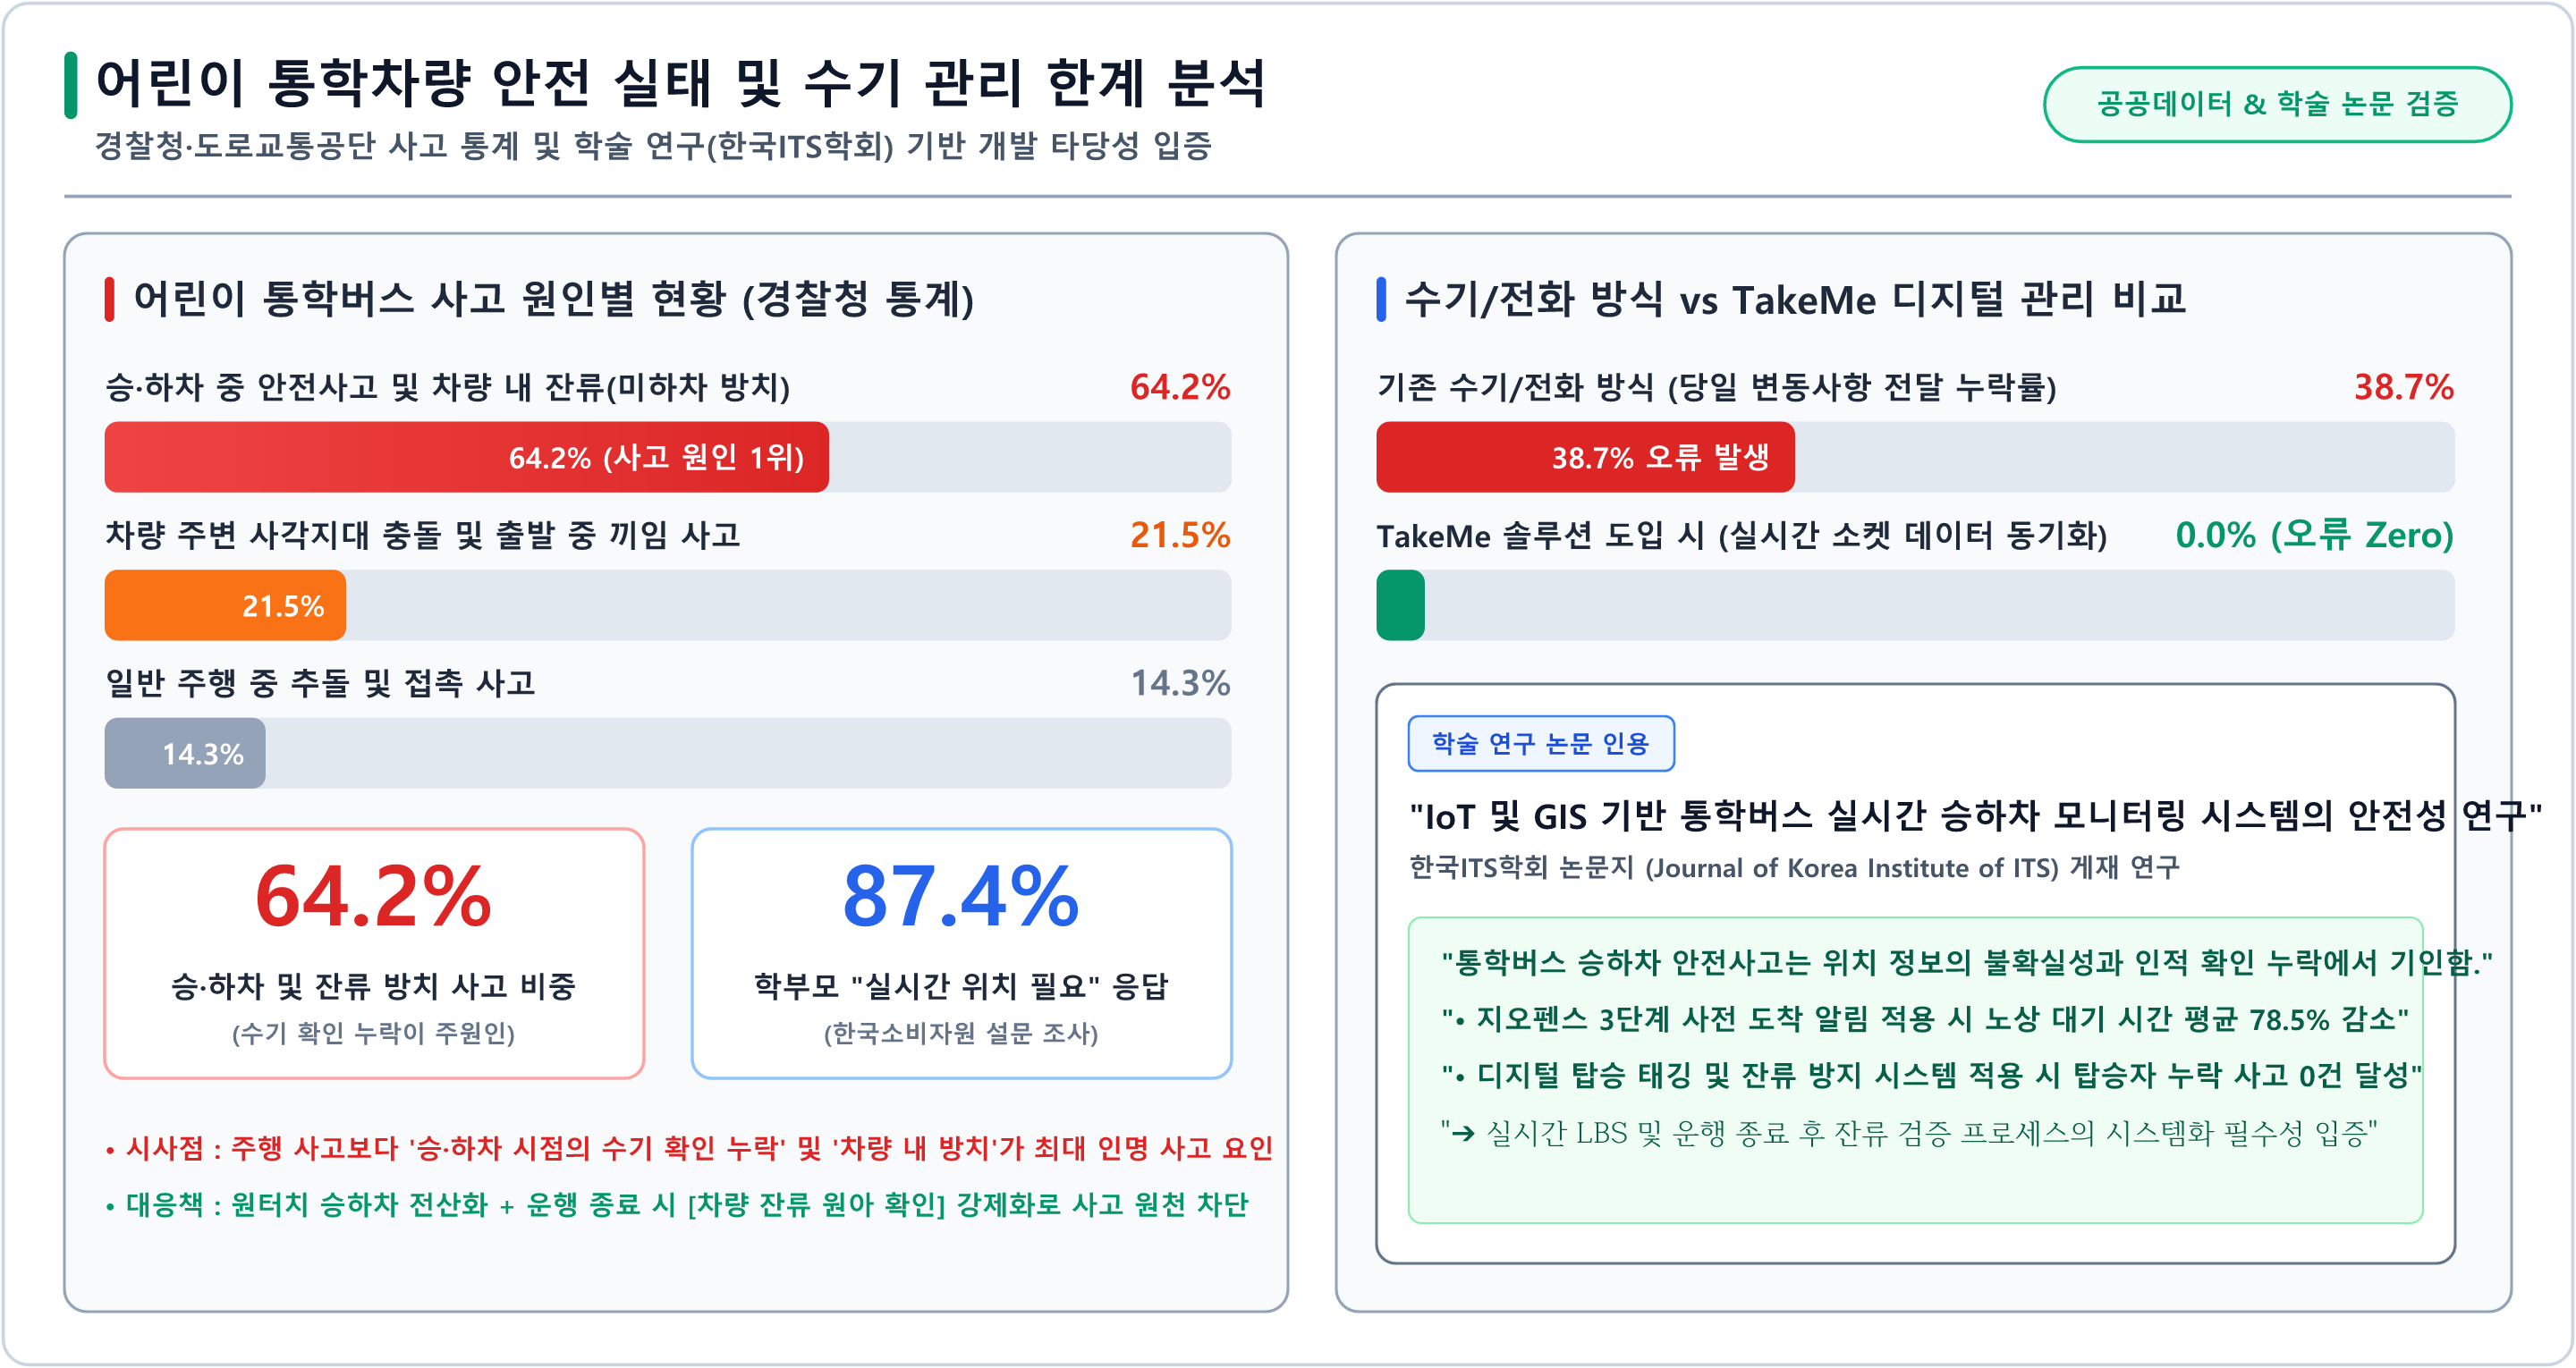 어린이 통학차량 안전 실태 및 수기 관리 한계 분석
경찰청·도로교통공단 사고 통계 및 학술 연구(한국ITS학회) 기반 개발 타당성 입증
공공데이터 & 학술 논문 검증
어린이 통학버스 사고 원인별 현황 (경찰청 통계)
승·하차 중 안전사고 및 차량 내 잔류(미하차 방치) 64.2%
64.2% (사고 원인 1위)
차량 주변 사각지대 충돌 및 출발 중 끼임 사고 21.5%
21.5%
일반 주행 중 추돌 및 접촉 사고 14.3%
14.3%
64.2%
승·하차 및 잔류 방치 사고 비중
(수기 확인 누락이 주원인)
87.4%
학부모 "실시간 위치 필요" 응답
(한국소비자원 설문 조사)
• 시사점 : 주행 사고보다 '승·하차 시점의 수기 확인 누락' 및 '차량 내 방치'가 최대 인명 사고 요인
• 대응책 : 원터치 승하차 전산화 + 운행 종료 시 [차량 잔류 원아 확인] 강제화로 사고 원천 차단
수기/전화 방식 vs TakeMe 디지털 관리 비교
기존 수기/전화 방식 (당일 변동사항 전달 누락률) 38.7%
38.7% 오류 발생
TakeMe 솔루션 도입 시 (실시간 소켓 데이터 동기화) 0.0% (오류 Zero)
학술 연구 논문 인용
"IoT 및 GIS 기반 통학버스 실시간 승하차 모니터링 시스템의 안전성 연구"
한국ITS학회 논문지 (Journal of Korea Institute of ITS) 게재 연구
"통학버스 승하차 안전사고는 위치 정보의 불확실성과 인적 확인 누락에서 기인함."
"• 지오펜스 3단계 사전 도착 알림 적용 시 노상 대기 시간 평균 78.5% 감소"
"• 디지털 탑승 태깅 및 잔류 방지 시스템 적용 시 탑승자 누락 사고 0건 달성"
"➔ 실시간 LBS 및 운행 종료 후 잔류 검증 프로세스의 시스템화 필수성 입증"